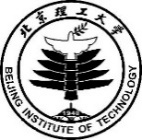 北京理工大学
1940
BEIJING INSTITUTE OF TECHNOLOGY